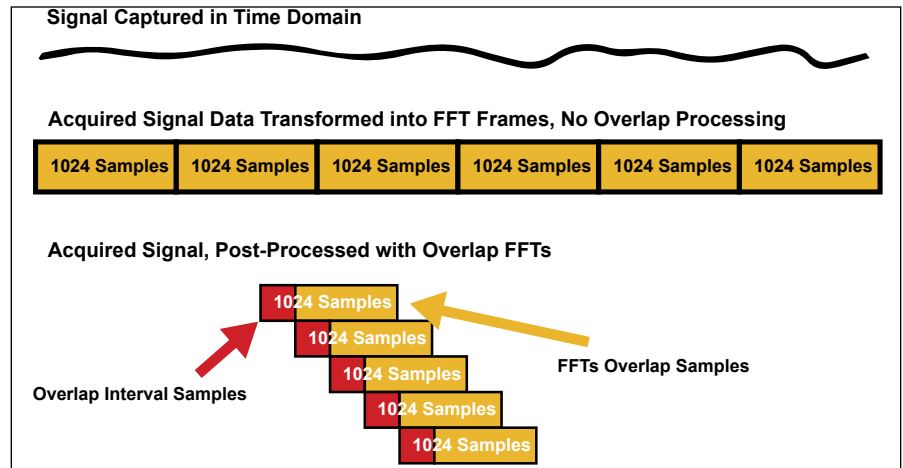 Signal Captured in Time Domain
Acquired Signal Data Transformed into FFT Frames, No Overlap Processing
1024 Samples 1024 Samples 1024 Samples 1024 Samples 1024 Samples 1024 Samples
Acquired Signal, Post-Processed with Overlap FFTs
1024 Samples
1024 Samples
1024 Samples
1024 Samples
1024 Samples
FFTs Overlap Samples
Overlap Interval Samples